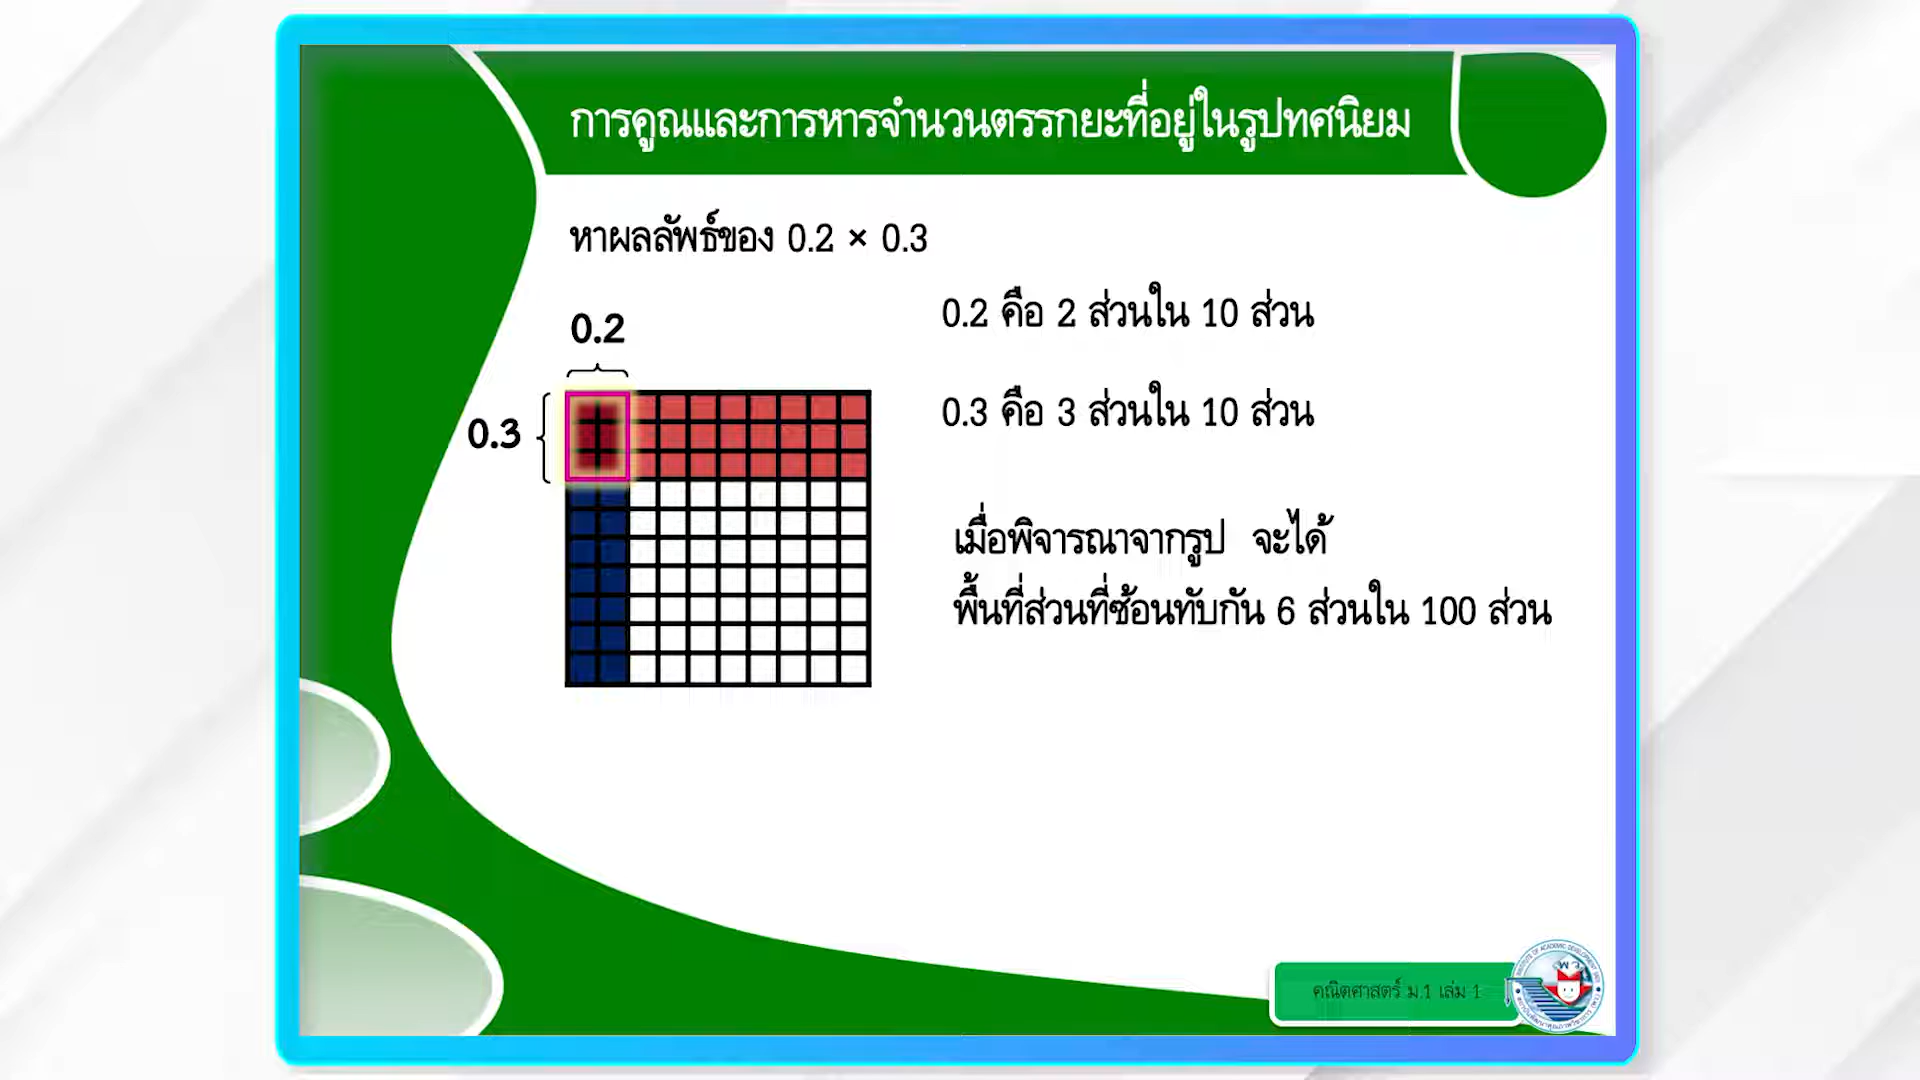 การคูณและการหารจำนวนตรรกยะที่อยู่ในรูปทศนิยม
หาผลลัพธ์ของ 0.2 × 0.3
0.2
0.3
0.2 คือ 2 ส่วนใน 10 ส่วน
0.3 คือ 3 ส่วนใน 10 ส่วน
เมื่อพิจารณาจากรูป จะได้
พื้นที่ส่วนที่ซ้อนทับกัน 6 ส่วนใน 100 ส่วน
คณิตศาสตร์ ม.1 เล่ม 1
พว